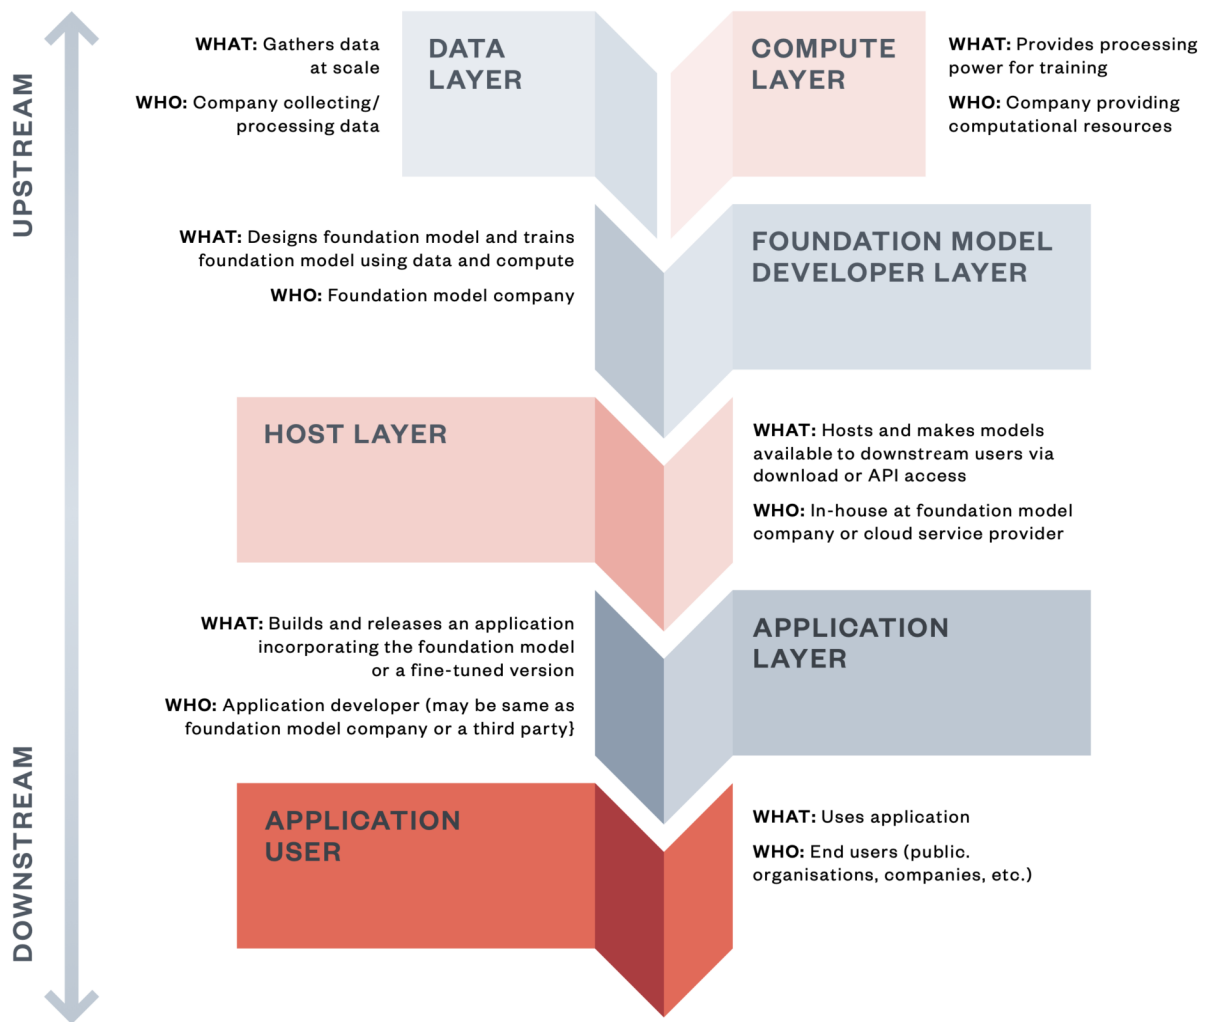 UPSTREAM
WHAT: Gathers data
at scale
WHO: Company collecting/
processing data
DATA
LAYER
COMPUTE
LAYER
WHAT: Provides processing
power for training
WHO: Company providing
computational resources
WHAT: Designs foundation model and trains
foundation model using data and compute
WHO: Foundation model company
FOUNDATION MODEL
DEVELOPER LAYER
HOST LAYER
WHAT: Hosts and makes models
available to downstream users via
download or API access
WHO: In-house at foundation model
company or cloud service provider
WHAT: Builds and releases an application
incorporating the foundation model
or a fine-tuned version
WHO: Application developer (may be same as
foundation model company or a third party}
APPLICATION
LAYER
DOWNSTREAM
APPLICATION
USER
WHAT: Uses application
WHO: End users (public.
organisations, companies, etc.)